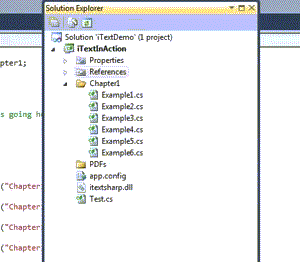 Solution Explorer
Solution 'iTextDemo' (1 project)
iTextInAction
Properties
References
Chapter1
Example1.cs
Example2.cs
Example3.cs
Example4.cs
Example5.cs
Example6.cs
PDFs
app.config
itextsharp.dll
Test.cs
pter1;
s going h
("Chapter
("Chapter
("Chapter
("Chapter